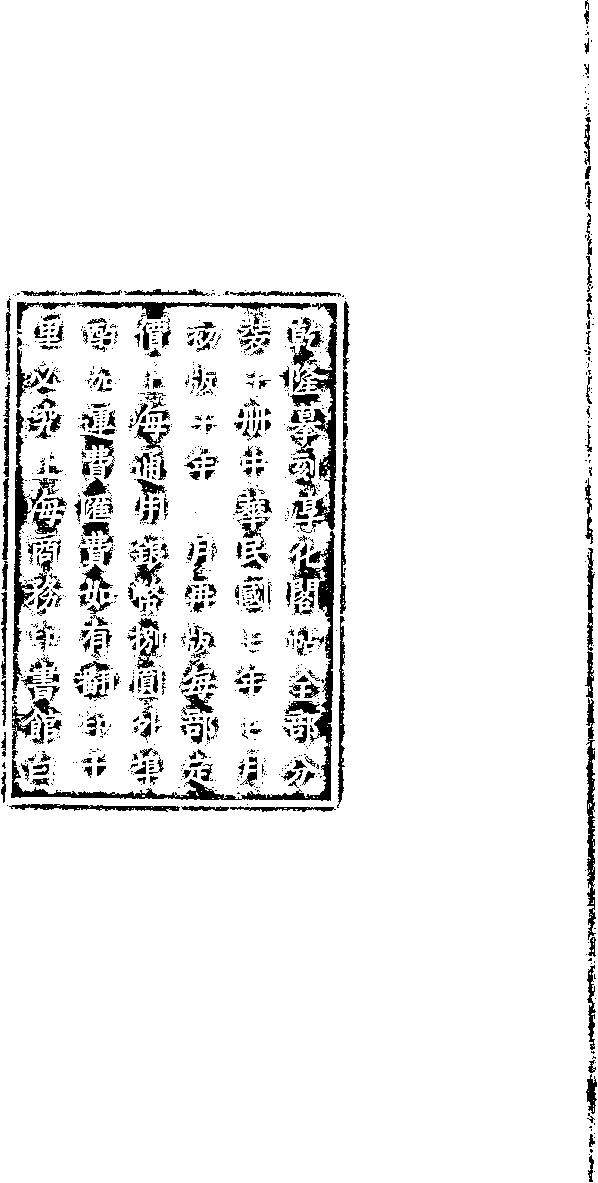 乾隆摹刻淳化閣帖全部分
裝十册中華民國七年七月
初版十年 月再版每部定
價上海通用銀幣捌圓外埠
酌加運費匯費如有翻印千
里必究上海商務印書館白